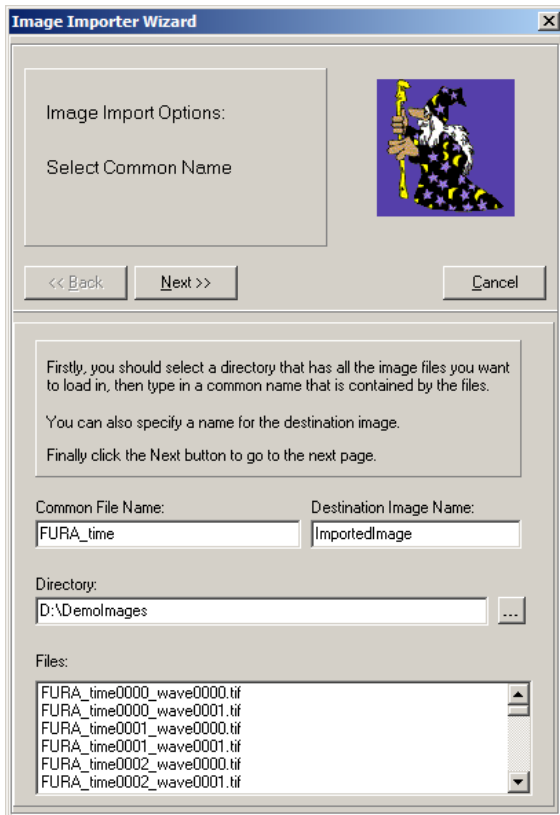 Image Importer Wizard
Image Import Options:
Select Common Name
<< Back
Next >>
Cancel
Firstly, you should select a directory that has all the image files you want
to load in, then type in a common name that is contained by the files.
You can also specify a name for the destination image.
Finally click the Next button to go to the next page.
Common File Name:
Destination Image Name:
FURA_time
ImportedImage
Directory:
D:\DemoImages
...
Files:
FURA_time0000_wave0000.tif
FURA_time0000_wave0001.tif
FURA_time0001_wave0000.tif
FURA_time0001_wave0001.tif
FURA_time0002_wave0000.tif
FURA_time0002_wave0001.tif